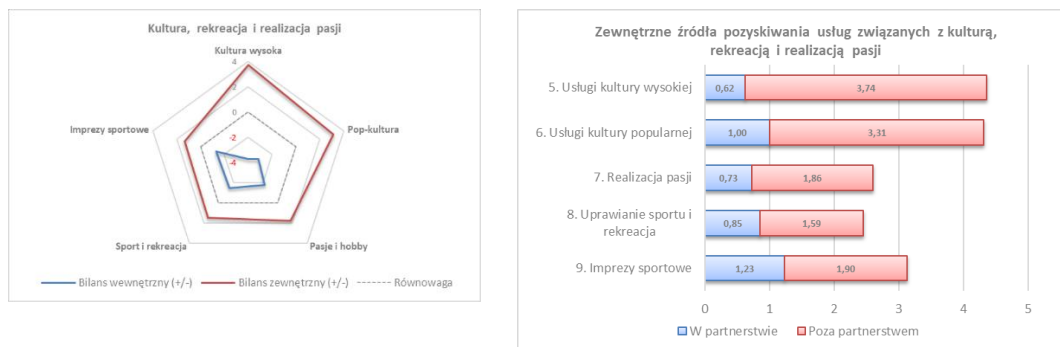 Kultura, rekreacja i realizacja pasji
Kultura wysoka
4
2
0
-2
-4
Imprezy sportowe
Pop-kultura
Sport i rekreacja
Pasje i hobby
Bilans wewnętrzny (+/-)
Bilans zewnętrzny (+/-)
Równowaga
Zewnętrzne źródła pozyskiwania usług związanych z kulturą,
rekreacją i realizacją pasji
5. Usługi kultury wysokiej
0,62
3,74
6. Usługi kultury popularnej
1,00
3,31
7. Realizacja pasji
0,73
1,86
8. Uprawianie sportu i
rekreacja
0,85
1,59
9. Imprezy sportowe
1,23
1,90
0
1
2
3
4
5
W partnerstwie
Poza partnerstwem